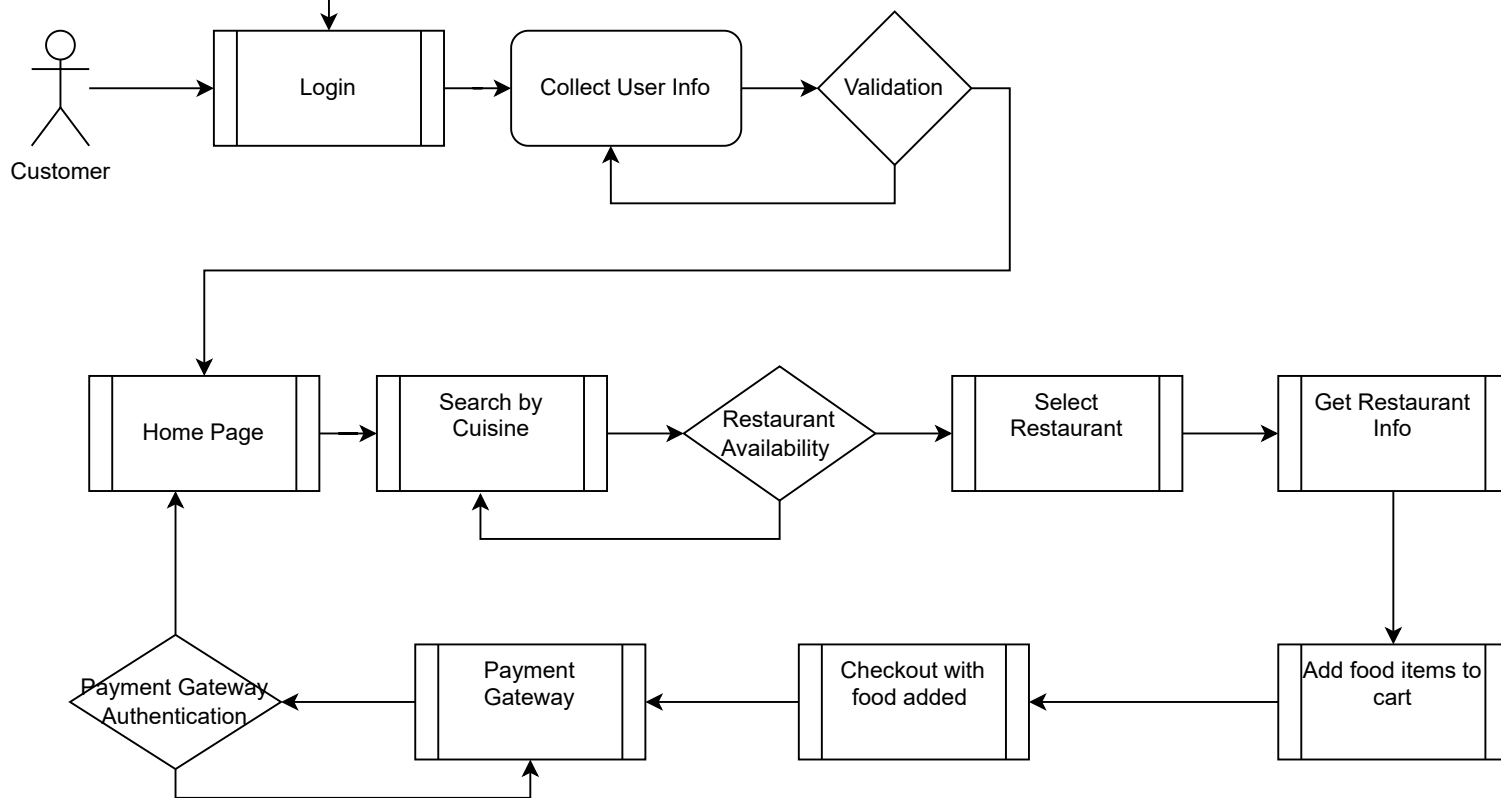 Login
Collect User Info
Validation
Customer
Home Page
Search by
Cuisine
Restaurant
Availability
Select
Restaurant
Get Restaurant
Info
Payment Gateway
Authentication
Payment
Gateway
Checkout with
food added
Add food items to
cart